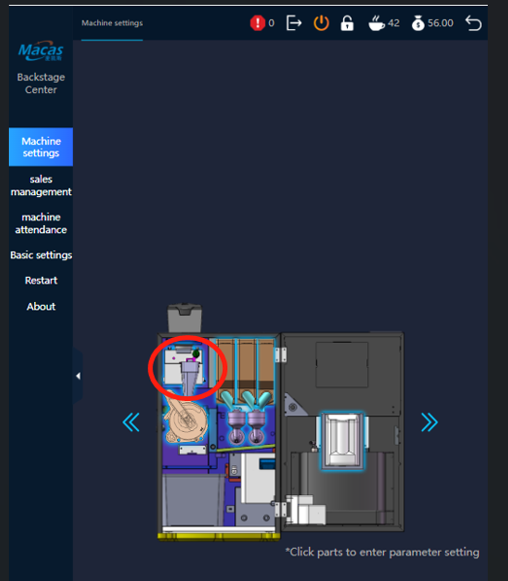 Machine settings
0
42
56.00
Macas
Backstage
Center
Machine
settings
sales
management
machine
attendance
Basic settings
Restart
About
*Click parts to enter parameter setting